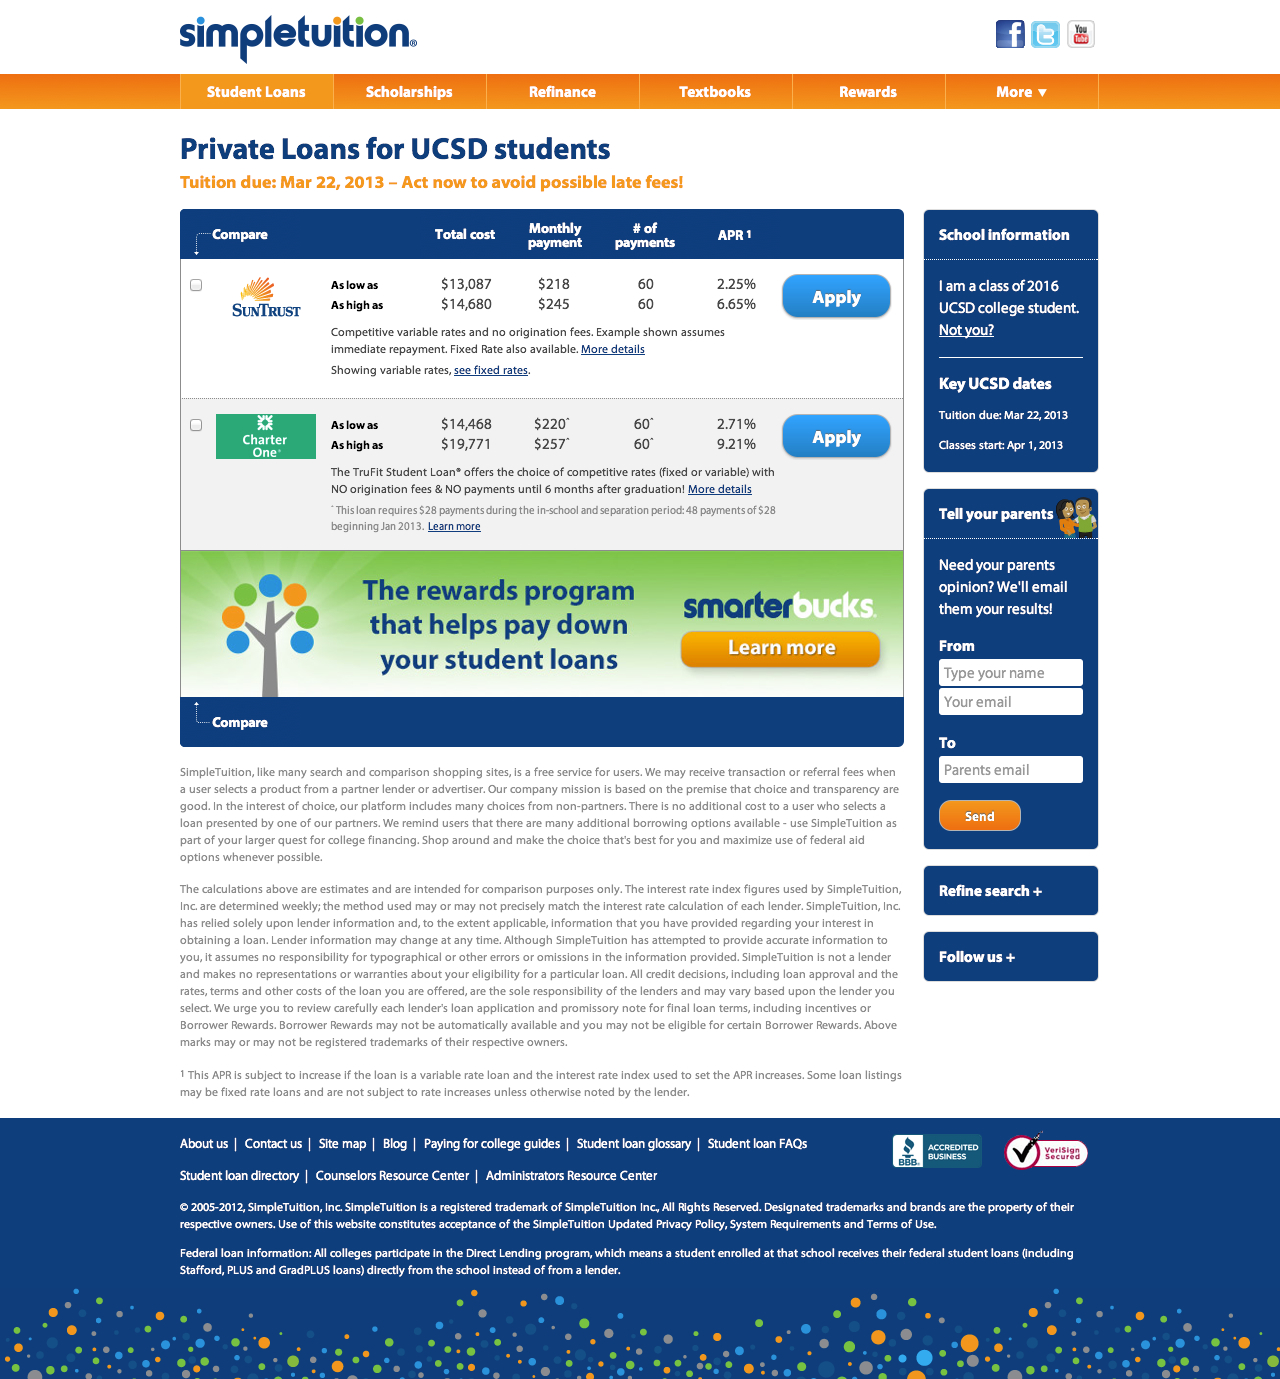 simpletuition®
f t You Tube
Student Loans Scholarships Refinance Textbooks Rewards More ▼
Private Loans for UCSD students
Tuition due: Mar 22, 2013 – Act now to avoid possible late fees!
Compare Total cost Monthly payment # of payments APR 1
SUNTRUST
As low as $13,087 $218 60 2.25%
As high as $14,680 $245 60 6.65%
Apply
Competitive variable rates and no origination fees. Example shown assumes
immediate repayment. Fixed Rate also available. More details
Showing variable rates, see fixed rates.
Charter
One®
As low as $14,468 $220^ 60^ 2.71%
As high as $19,771 $257^ 60^ 9.21%
Apply
The TruFit Student Loan® offers the choice of competitive rates (fixed or variable) with
NO origination fees & NO payments until 6 months after graduation! More details
^ This loan requires $28 payments during the in-school and separation period: 48 payments of $28
beginning Jan 2013. Learn more
The rewards program
that helps pay down
your student loans
smarterbucks
Learn more
Compare
School information
I am a class of 2016
UCSD college student.
Not you?
Key UCSD dates
Tuition due: Mar 22, 2013
Classes start: Apr 1, 2013
Tell your parents
Need your parents
opinion? We'll email
them your results!
From
Type your name
Your email
To
Parents email
Send
Refine search +
Follow us +
SimpleTuition, like many search and comparison shopping sites, is a free service for users. We may receive transaction or referral fees when
a user selects a product from a partner lender or advertiser. Our company mission is based on the premise that choice and transparency are
good. In the interest of choice, our platform includes many choices from non-partners. There is no additional cost to a user who selects a
loan presented by one of our partners. We remind users that there are many additional borrowing options available - use SimpleTuition as
part of your larger quest for college financing. Shop around and make the choice that's best for you and maximize use of federal aid
options whenever possible.
The calculations above are estimates and are intended for comparison purposes only. The interest rate index figures used by SimpleTuition,
Inc. are determined weekly; the method used may or may not precisely match the interest rate calculation of each lender. SimpleTuition, Inc.
has relied solely upon lender information and, to the extent applicable, information that you have provided regarding your interest in
obtaining a loan. Lender information may change at any time. Although SimpleTuition has attempted to provide accurate information to
you, it assumes no responsibility for typographical or other errors or omissions in the information provided. SimpleTuition is not a lender
and makes no representations or warranties about your eligibility for a particular loan. All credit decisions, including loan approval and the
rates, terms and other costs of the loan you are offered, are the sole responsibility of the lenders and may vary based upon the lender you
select. We urge you to review carefully each lender's loan application and promissory note for final loan terms, including incentives or
Borrower Rewards. Borrower Rewards may not be automatically available and you may not be eligible for certain Borrower Rewards. Above
marks may or may not be registered trademarks of their respective owners.
1 This APR is subject to increase if the loan is a variable rate loan and the interest rate index used to set the APR increases. Some loan listings
may be fixed rate loans and are not subject to rate increases unless otherwise noted by the lender.
About us | Contact us | Site map | Blog | Paying for college guides | Student loan glossary | Student loan FAQs
Student loan directory | Counselors Resource Center | Administrators Resource Center
BBB. ACCREDITED BUSINESS
VeriSign Secured
© 2005-2012, SimpleTuition, Inc. SimpleTuition is a registered trademark of SimpleTuition Inc., All Rights Reserved. Designated trademarks and brands are the property of their
respective owners. Use of this website constitutes acceptance of the SimpleTuition Updated Privacy Policy, System Requirements and Terms of Use.
Federal loan information: All colleges participate in the Direct Lending program, which means a student enrolled at that school receives their federal student loans (including
Stafford, PLUS and GradPLUS loans) directly from the school instead of from a lender.